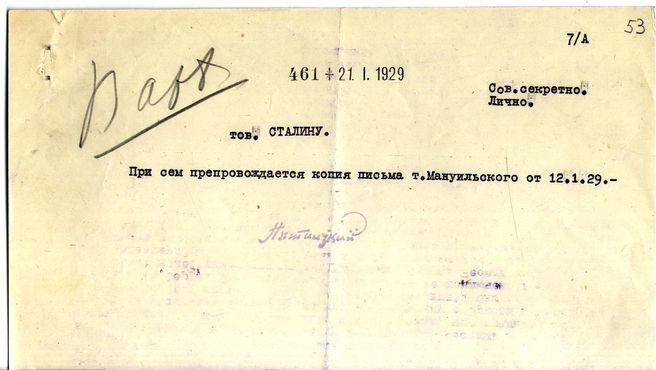 53
7/А
461 + 21. I. 1929
Сов.секретно.
Лично.
тов. СТАЛИНУ.
При сем препровождается копия письма т.Мануильского от 12.1.29.-
Пятницкий